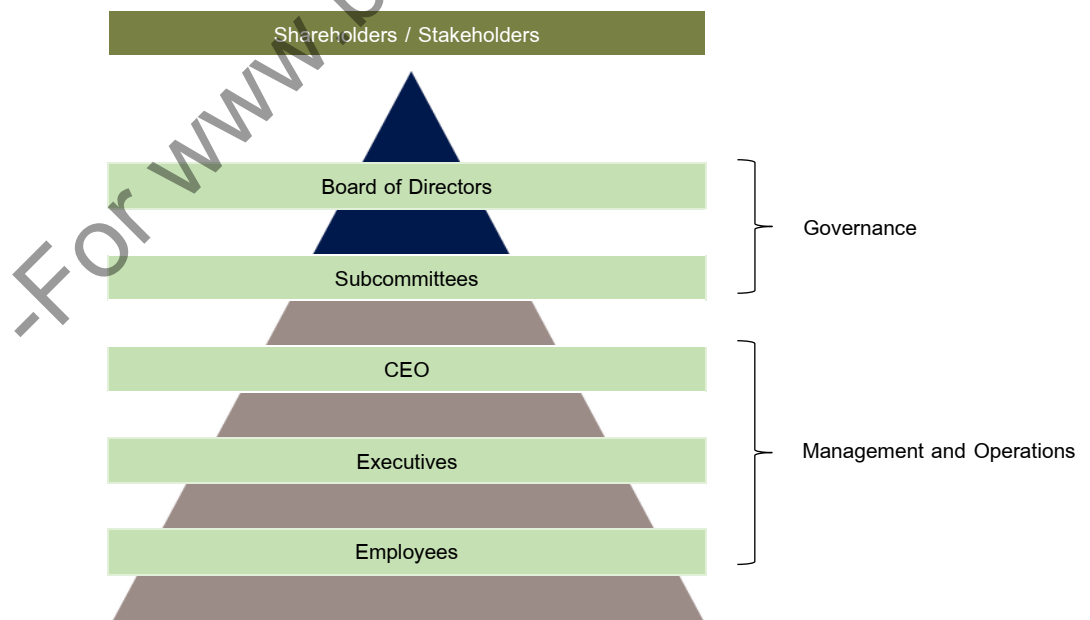 Shareholders / Stakeholders
Board of Directors
Governance
Subcommittees
CEO
Executives
Management and Operations
Employees
-For www.